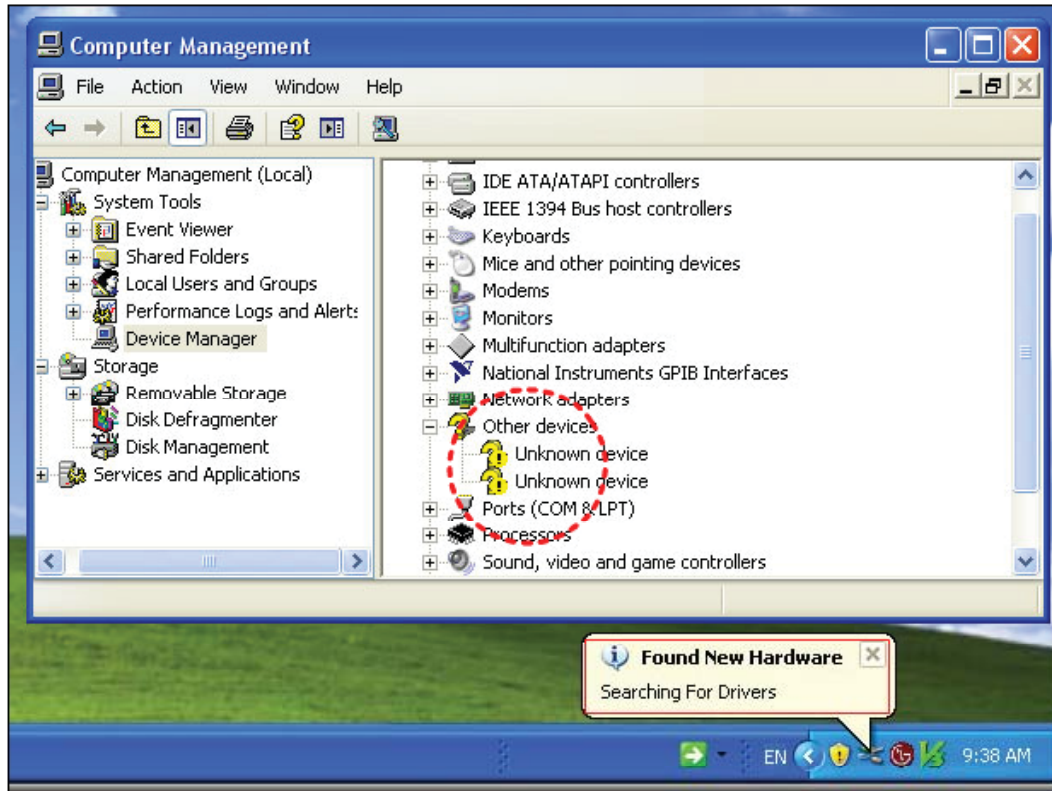 Computer Management
File Action View Window Help
Computer Management (Local)
System Tools
Event Viewer
Shared Folders
Local Users and Groups
Performance Logs and Alerts
Device Manager
Storage
Removable Storage
Disk Defragmenter
Disk Management
Services and Applications
IDE ATA/ATAPI controllers
IEEE 1394 Bus host controllers
Keyboards
Mice and other pointing devices
Modems
Monitors
Multifunction adapters
National Instruments GPIB Interfaces
Network adapters
Other devices
Unknown device
Unknown device
Ports (COM & LPT)
Processors
Sound, video and game controllers
Found New Hardware
Searching For Drivers
EN 9:38 AM